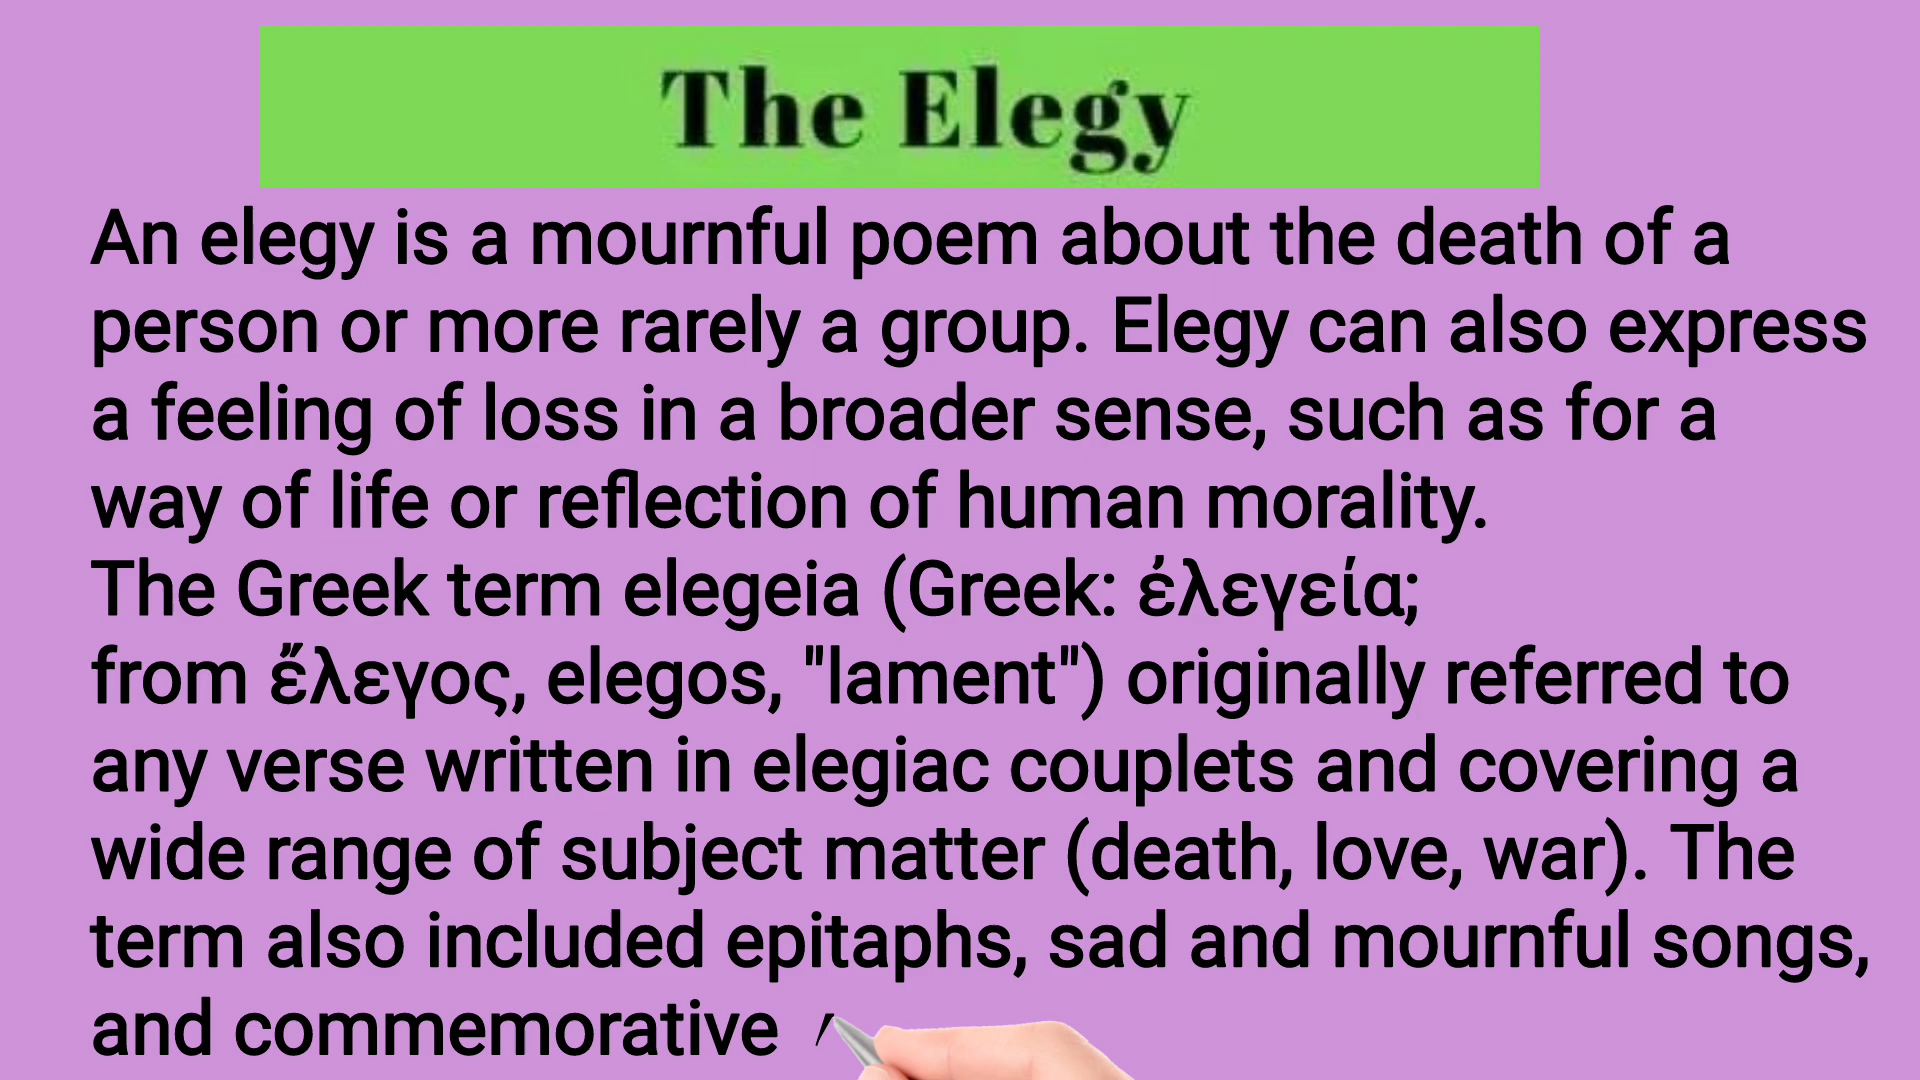 The Elegy
An elegy is a mournful poem about the death of a
person or more rarely a group. Elegy can also express
a feeling of loss in a broader sense, such as for a
way of life or reflection of human morality.
The Greek term elegeia (Greek: ἐλεγεία;
from ἔλεγος, elegos, "lament") originally referred to
any verse written in elegiac couplets and covering a
wide range of subject matter (death, love, war). The
term also included epitaphs, sad and mournful songs,
and commemorative